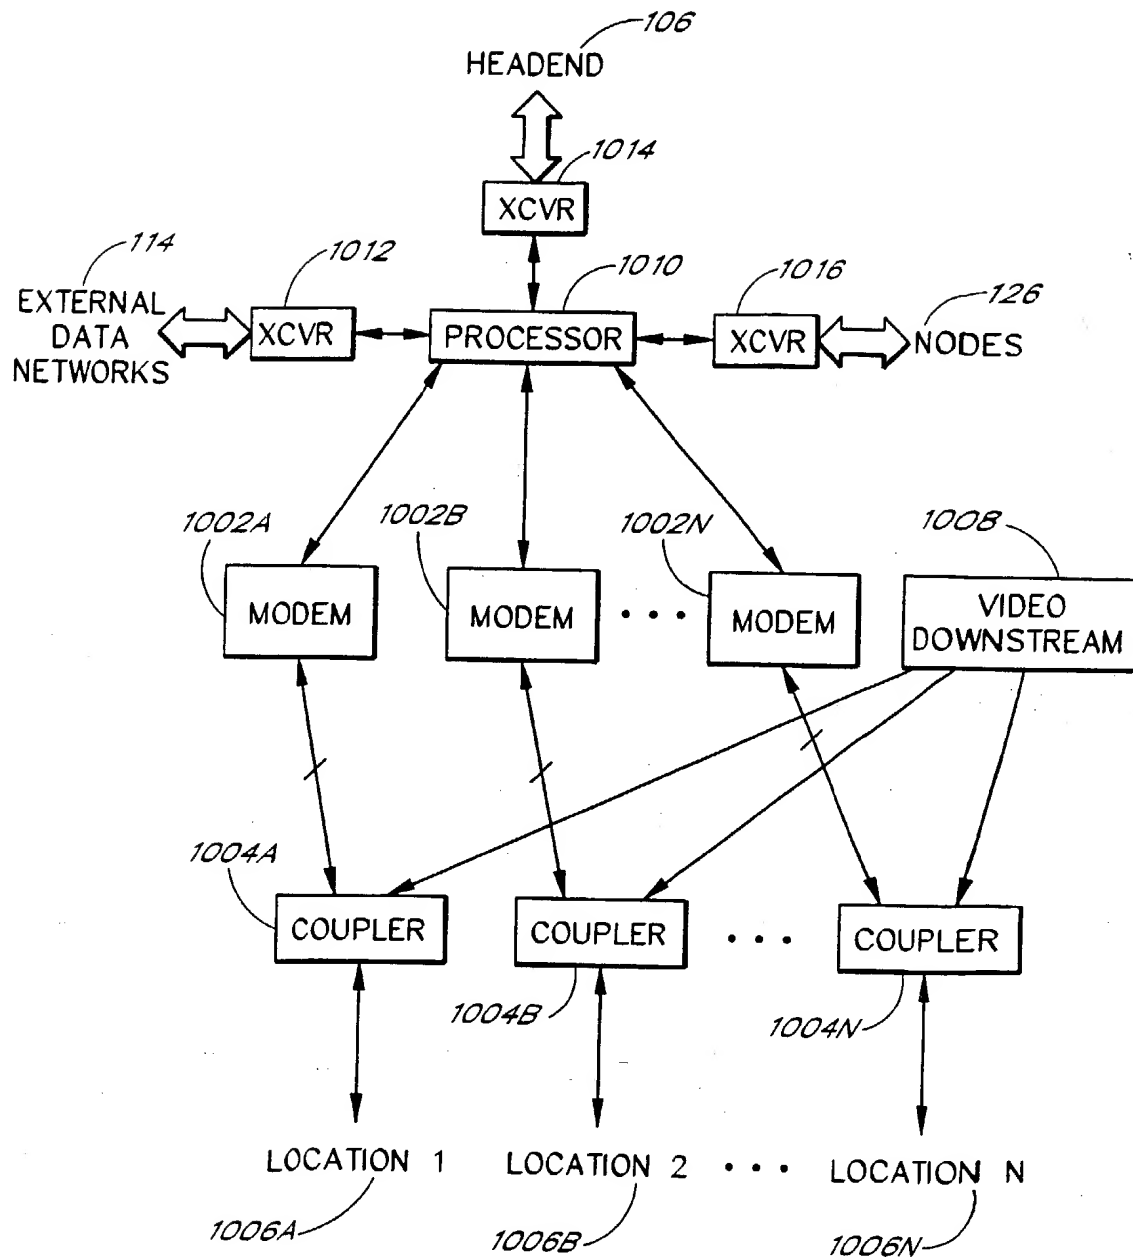 106
HEADEND
1014
XCVR
114
1012
1010
1016
126
EXTERNAL
DATA
NETWORKS
XCVR
PROCESSOR
XCVR
NODES
1002A
1002B
1002N
1008
MODEM
MODEM
• • •
MODEM
VIDEO
DOWNSTREAM
1004A
COUPLER
COUPLER
• • •
COUPLER
1004B
1004N
LOCATION 1
LOCATION 2
• • •
LOCATION N
1006A
1006B
1006N